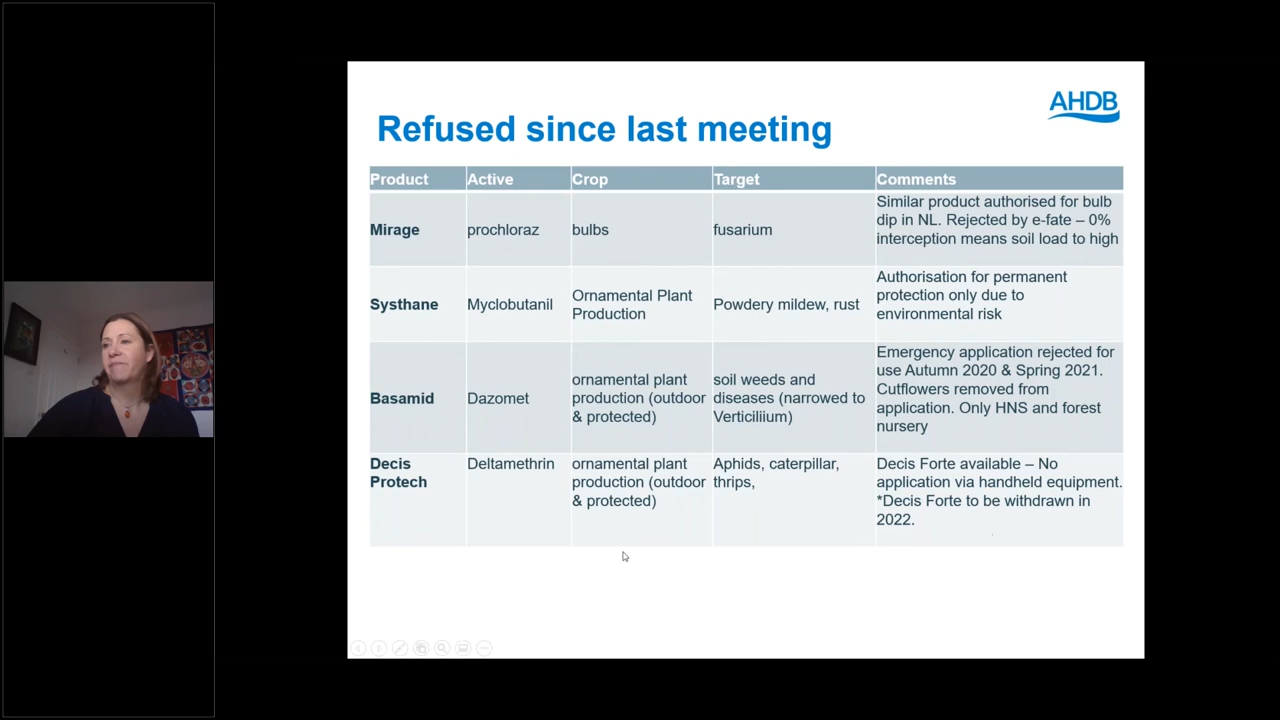 AHDB
Refused since last meeting
Product Active Crop Target Comments
Mirage
prochloraz
bulbs
fusarium
Similar product authorised for bulb
dip in NL. Rejected by e-fate – 0%
interception means soil load to high
Systhane
Myclobutanil
Ornamental Plant
Production
Powdery mildew, rust
Authorisation for permanent
protection only due to
environmental risk
Basamid
Dazomet
ornamental plant
production (outdoor
& protected)
soil weeds and
diseases (narrowed to
Verticiliium)
Emergency application rejected for
use Autumn 2020 & Spring 2021.
Cutflowers removed from
application. Only HNS and forest
nursery
Decis
Protech
Deltamethrin
ornamental plant
production (outdoor
& protected)
Aphids, caterpillar,
thrips,
Decis Forte available – No
application via handheld equipment.
*Decis Forte to be withdrawn in
2022.